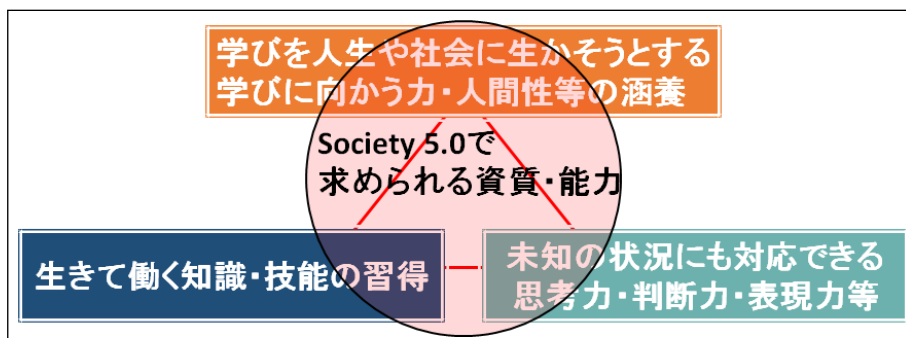 学びを人生や社会に生かそうとする
学びに向かう力・人間性等の涵養
Society 5.0で
求められる資質・能力
生きて働く知識・技能の習得
未知の状況にも対応できる
思考力・判断力・表現力等